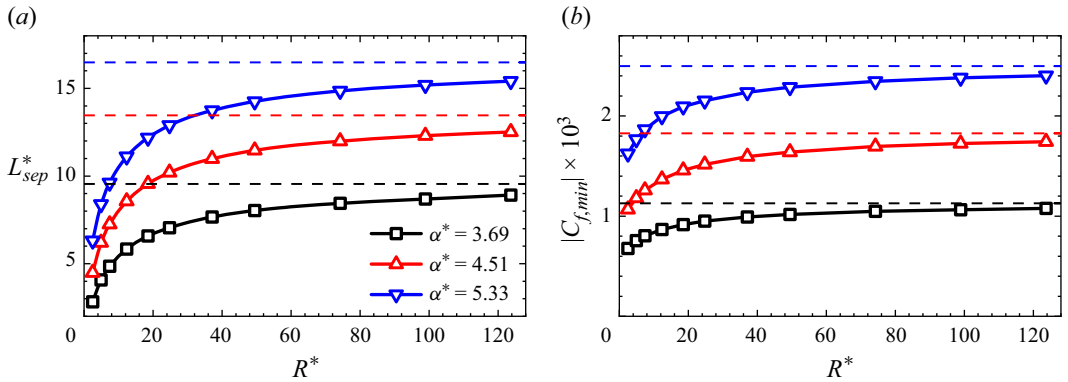 (a)
(b)
L*sep
15
10
5
0 20 40 60 80 100 120
R*
α* = 3.69
α* = 4.51
α* = 5.33
|Cf,min| × 10³
2
1
0 20 40 60 80 100 120
R*